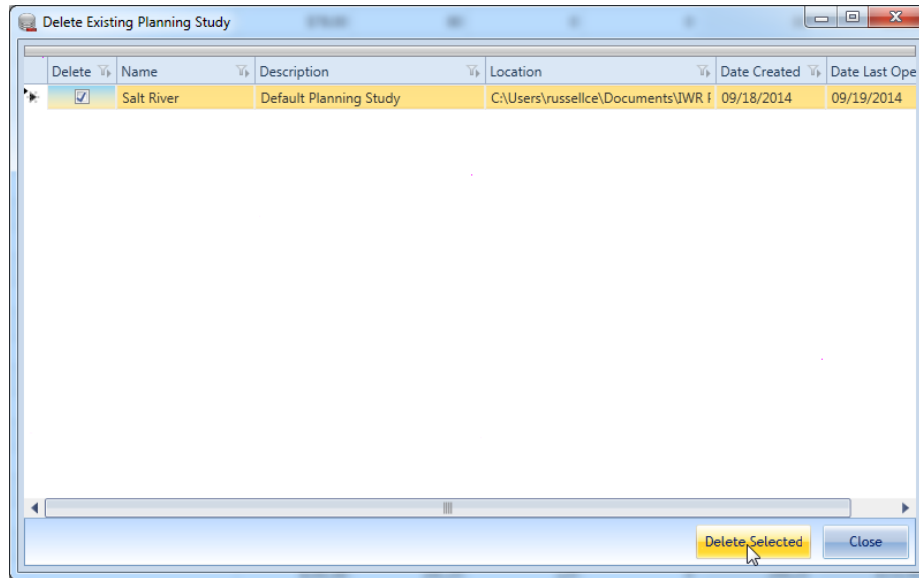 Delete Existing Planning Study
Delete Name Description Location Date Created Date Last Ope
Salt River Default Planning Study C:\Users\russellce\Documents\IWR F 09/18/2014 09/19/2014
Delete Selected Close